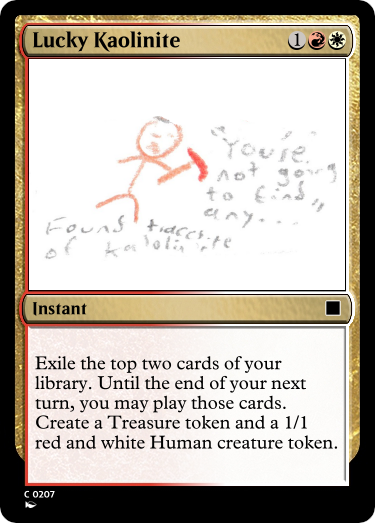 Lucky Kaolinite
1
"You're
not going
to find
any..."
Found traces
of kaolinite
Instant
Exile the top two cards of your
library. Until the end of your next
turn, you may play those cards.
Create a Treasure token and a 1/1
red and white Human creature token.
C 0207